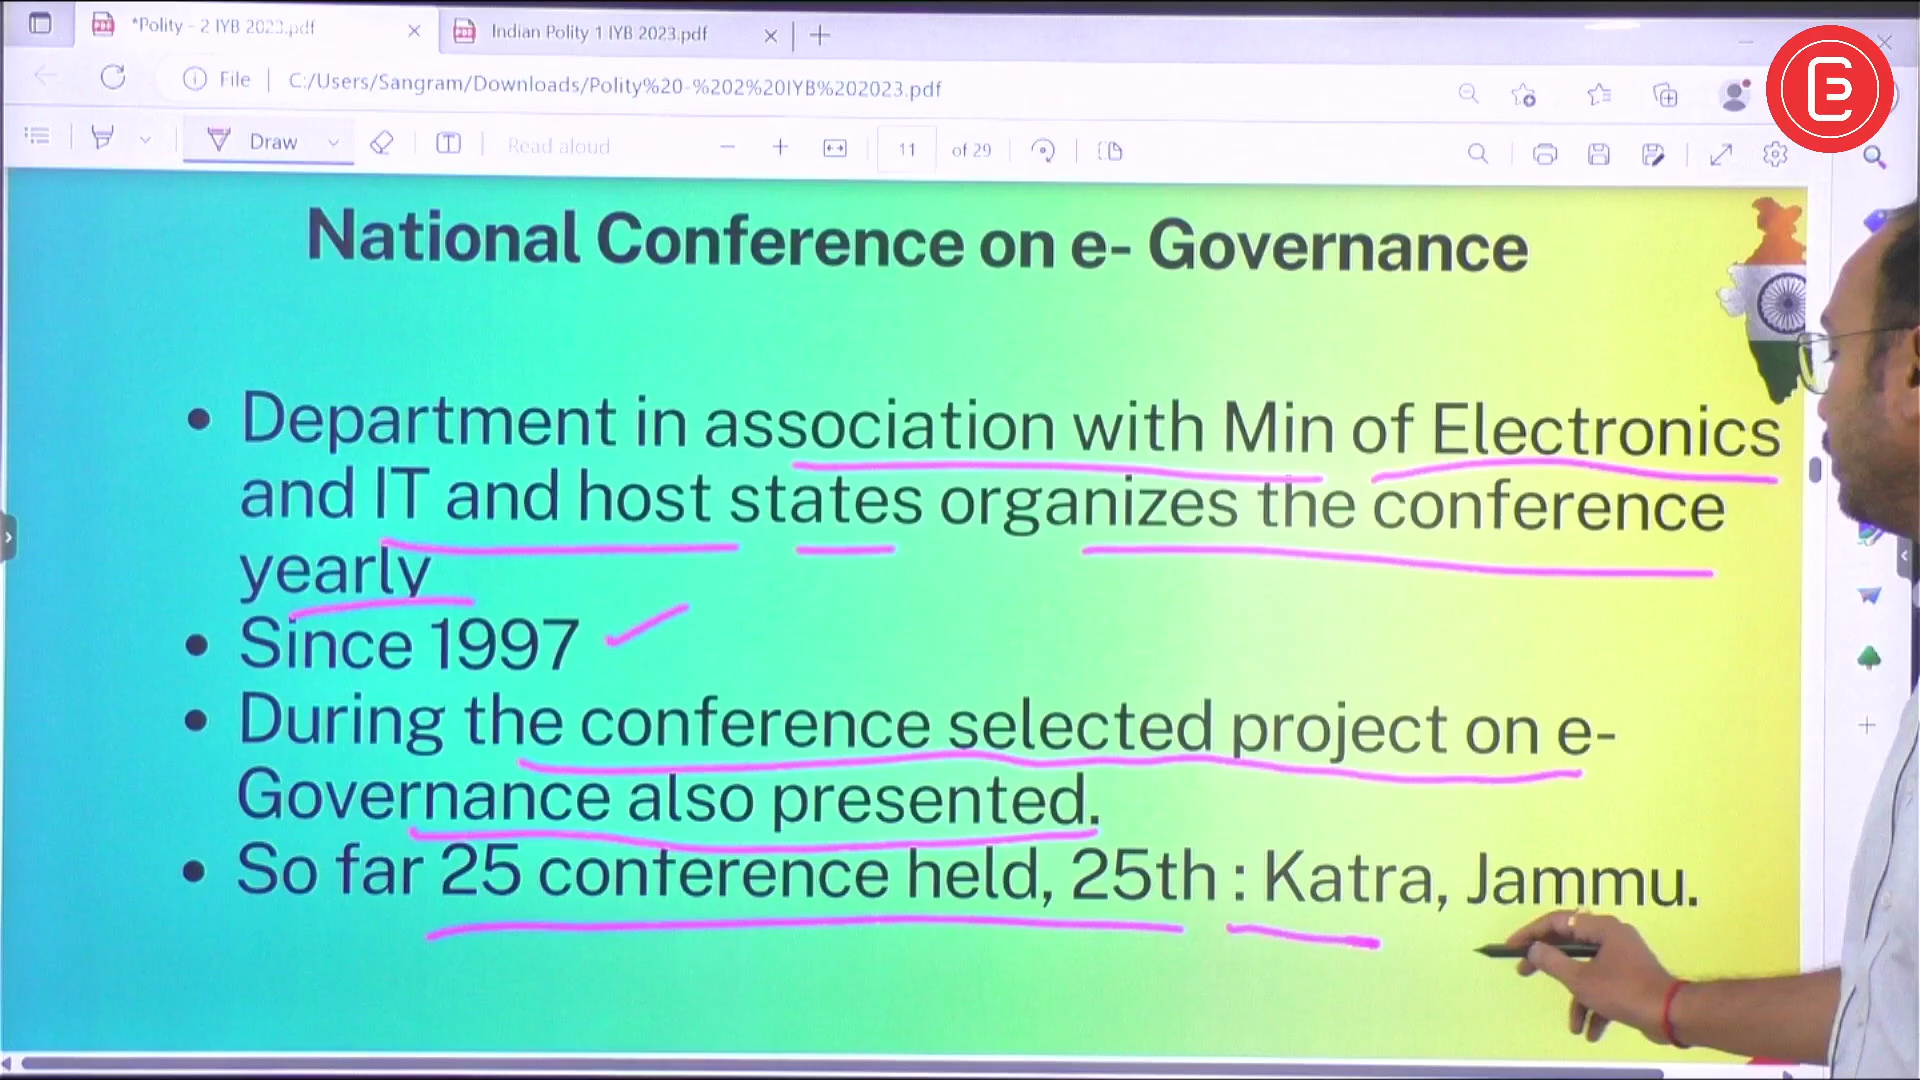 *Polity - 2 IYB 2023.pdf
Indian Polity 1 IYB 2023.pdf
File
C:/Users/Sangram/Downloads/Polity%20-%202%20IYB%202023.pdf
Draw
Read aloud
11
of 29
National Conference on e- Governance
Department in association with Min of Electronics
and IT and host states organizes the conference
yearly
Since 1997
During the conference selected project on e-
Governance also presented.
So far 25 conference held, 25th : Katra, Jammu.